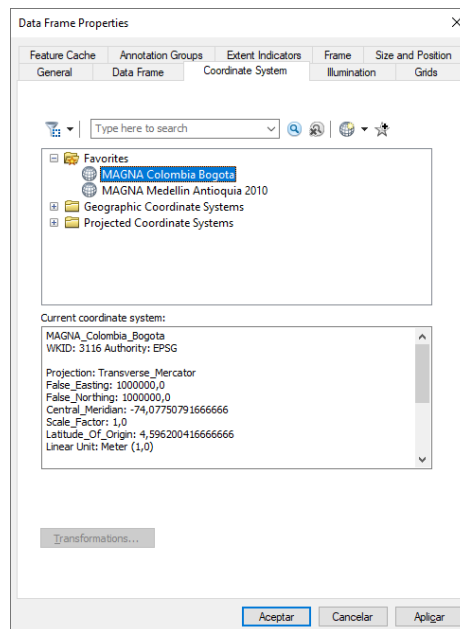 Data Frame Properties
Feature Cache Annotation Groups Extent Indicators Frame Size and Position
General Data Frame Coordinate System Illumination Grids
Type here to search
Favorites
MAGNA Colombia Bogota
MAGNA Medellin Antioquia 2010
Geographic Coordinate Systems
Projected Coordinate Systems
Current coordinate system:
MAGNA_Colombia_Bogota
WKID: 3116 Authority: EPSG
Projection: Transverse_Mercator
False_Easting: 1000000,0
False_Northing: 1000000,0
Central_Meridian: -74,07750791666666
Scale_Factor: 1,0
Latitude_Of_Origin: 4,596200416666666
Linear Unit: Meter (1,0)
Transformations...
Aceptar Cancelar Aplicar